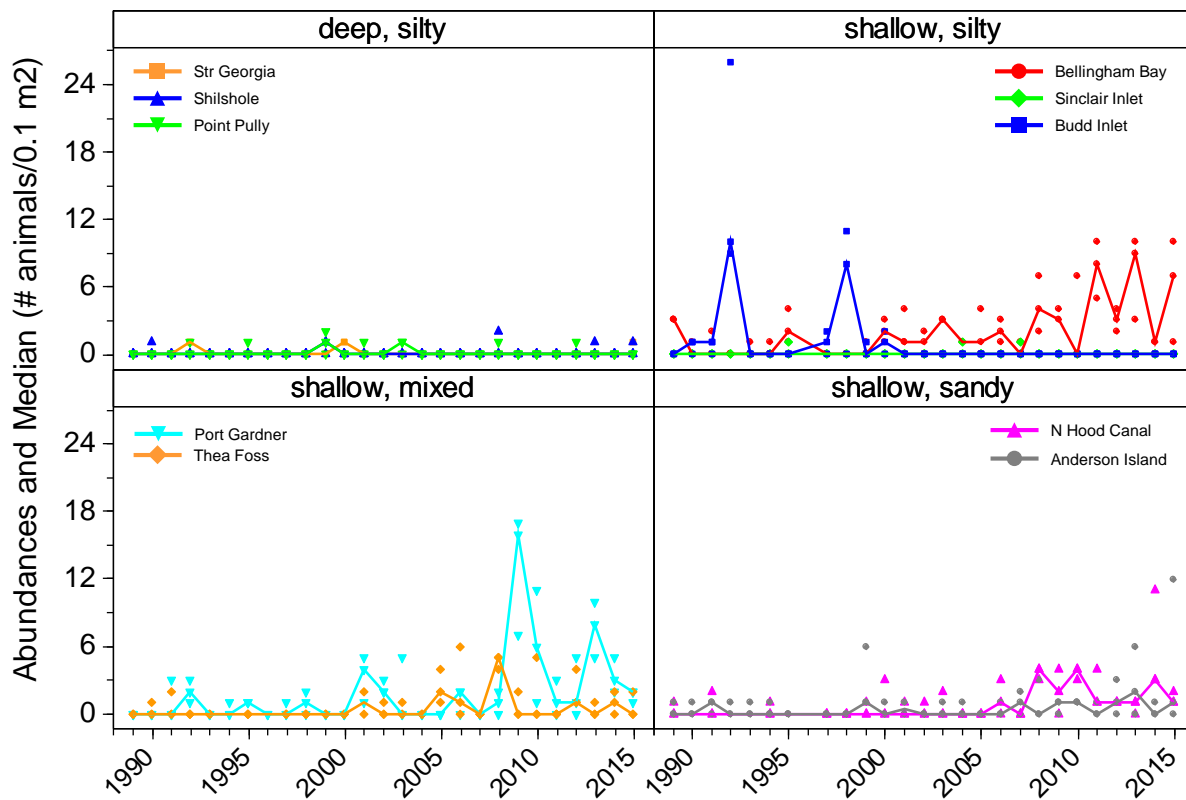 Abundances and Median (# animals/0.1 m2)
deep, silty
Str Georgia
Shilshole
Point Pully
24
18
12
6
0
shallow, silty
Bellingham Bay
Sinclair Inlet
Budd Inlet
shallow, mixed
Port Gardner
Thea Foss
24
18
12
6
0
shallow, sandy
N Hood Canal
Anderson Island
1990
1995
2000
2005
2010
2015
1990
1995
2000
2005
2010
2015